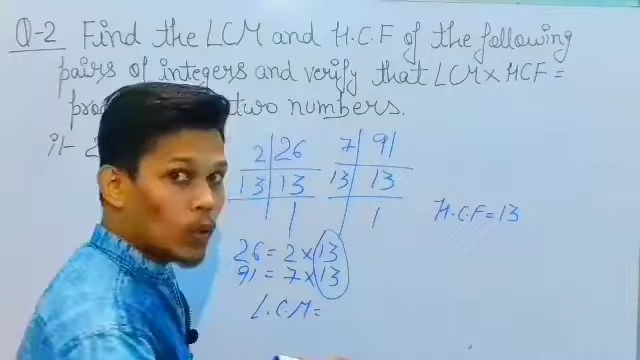 Q-2 Find the LCM and H.C.F of the following
pairs of integers and verify that LCM × HCF =
two numbers.
2 | 26 7 | 91
13 | 13 13 | 13
1 1
H.C.F = 13
26 = 2 × 13
91 = 7 × 13
L.C.M =